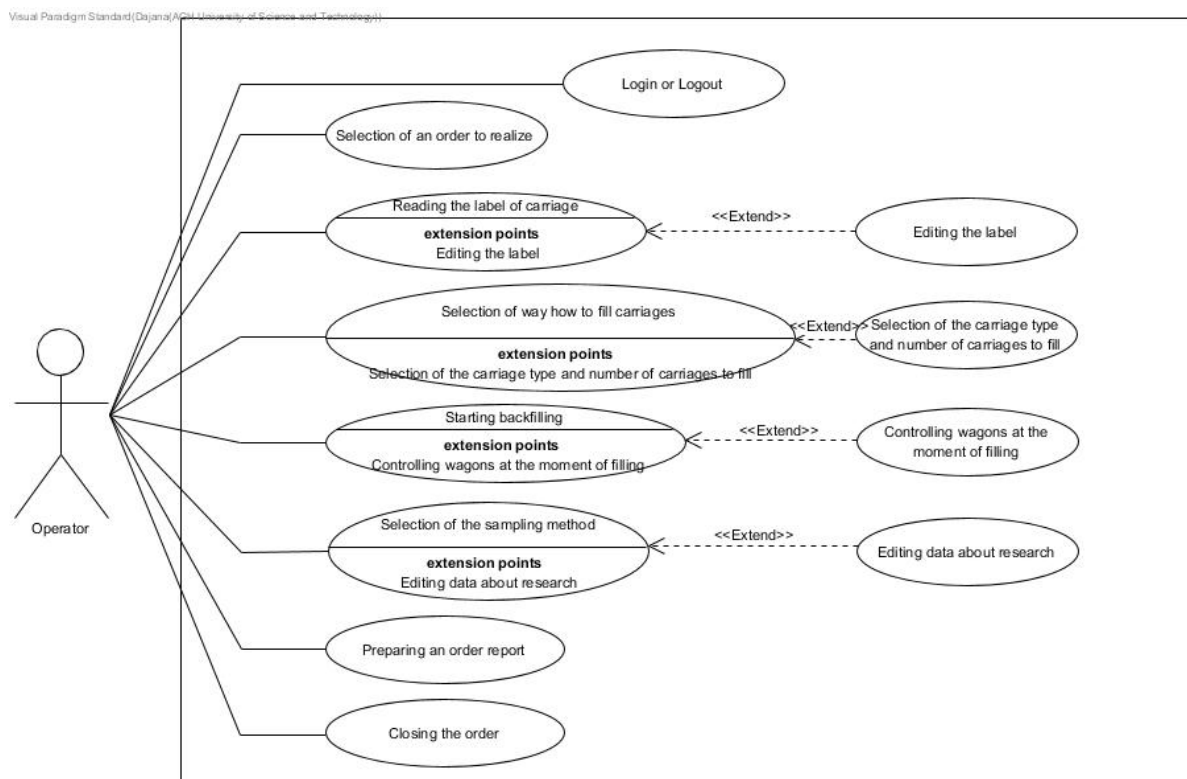 Visual Paradigm Standard(Dajana(AGH University of Science and Technology))
Login or Logout
Selection of an order to realize
Reading the label of carriage
extension points
Editing the label
<<Extend>>
Editing the label
Selection of way how to fill carriages
extension points
Selection of the carriage type and number of carriages to fill
<<Extend>>
Selection of the carriage type
and number of carriages to fill
Starting backfilling
extension points
Controlling wagons at the moment of filling
<<Extend>>
Controlling wagons at the
moment of filling
Operator
Selection of the sampling method
extension points
Editing data about research
<<Extend>>
Editing data about research
Preparing an order report
Closing the order